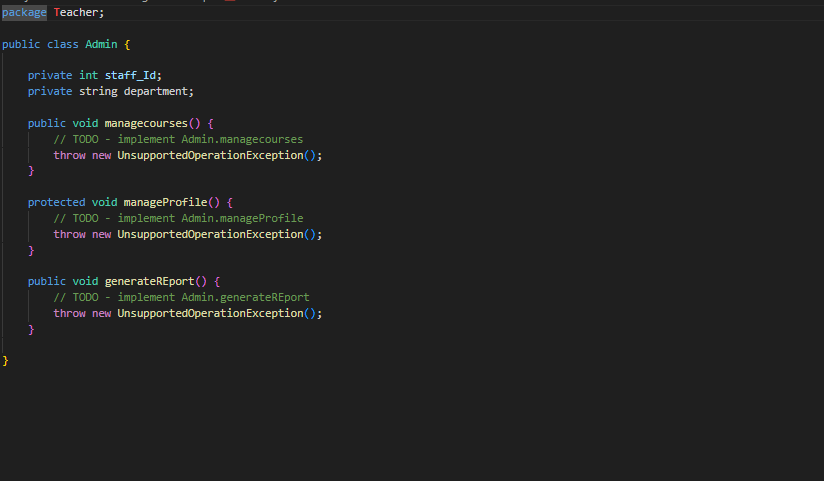 package Teacher;
public class Admin {
private int staff_Id;
private string department;
public void managecourses() {
// TODO - implement Admin.managecourses
throw new UnsupportedOperationException();
}
protected void manageProfile() {
// TODO - implement Admin.manageProfile
throw new UnsupportedOperationException();
}
public void generateREport() {
// TODO - implement Admin.generateREport
throw new UnsupportedOperationException();
}
}